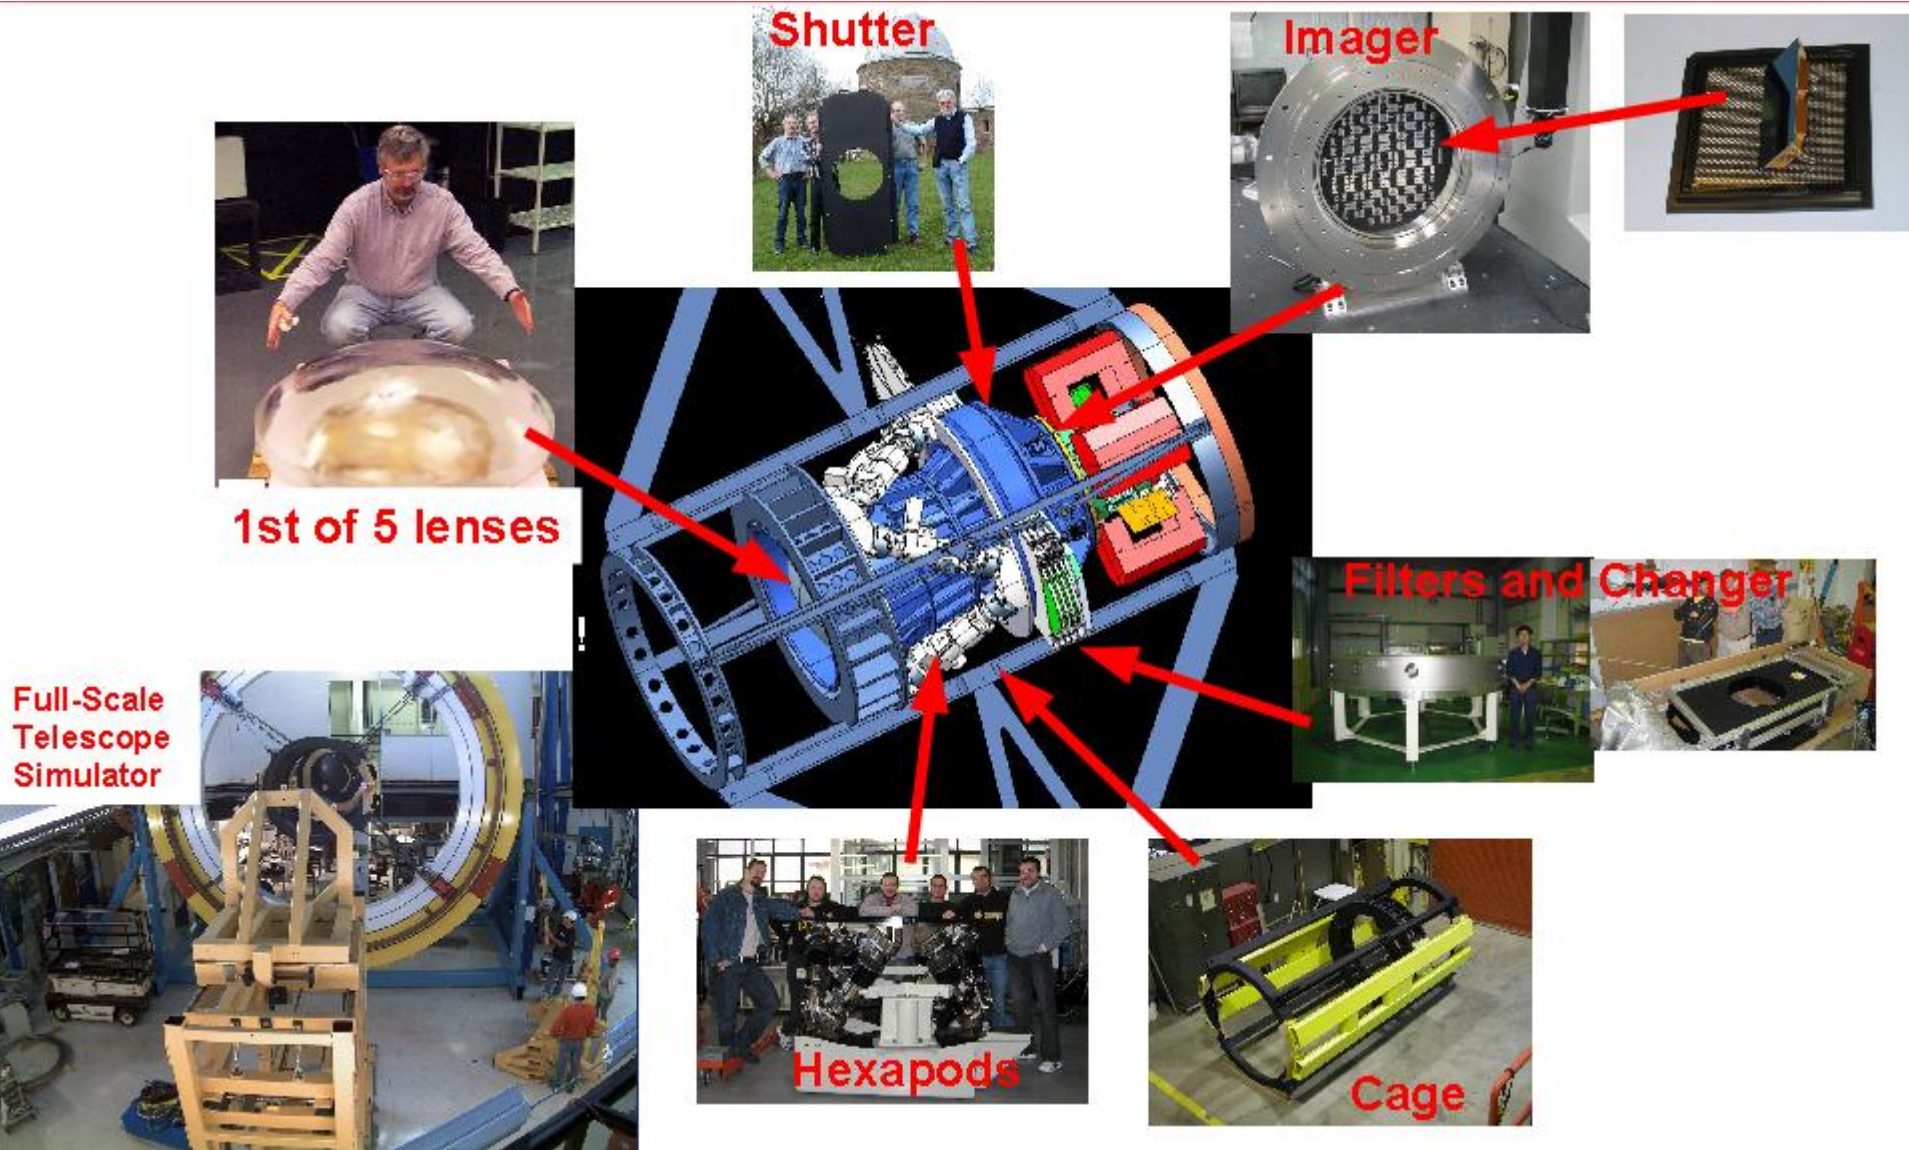 Shutter
Imager
1st of 5 lenses
!
Filters and Changer
Full-Scale
Telescope
Simulator
Hexapods
Cage